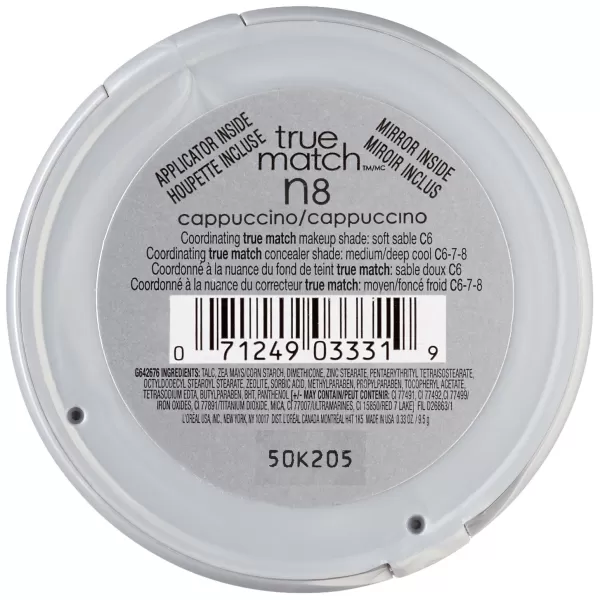 APPLICATOR INSIDE
HOUPETTE INCLUSE
true
match TM/MC
MIRROR INSIDE
MIROIR INCLUS
n8
cappuccino/cappuccino
Coordinating true match makeup shade: soft sable C6
Coordinating true match concealer shade: medium/deep cool C6-7-8
Coordonné à la nuance du fond de teint true match: sable doux C6
Coordonné à la nuance du correcteur true match: moyen/foncé froid C6-7-8
0 71249 03331 9
G642676 INGREDIENTS: TALC, ZEA MAYS/CORN STARCH, DIMETHICONE, ZINC STEARATE, PENTAERYTHRITYL TETRAISOSTEARATE,
OCTYLDODECYL STEAROYL STEARATE, ZEOLITE, SORBIC ACID, METHYLPARABEN, PROPYLPARABEN, TOCOPHERYL ACETATE,
TETRASODIUM EDTA, BUTYLPARABEN, BHT, PANTHENOL [+/- MAY CONTAIN/PEUT CONTENIR: CI 77491, CI 77492, CI 77499/
IRON OXIDES, CI 77891/TITANIUM DIOXIDE, MICA, CI 77007/ULTRAMARINES, CI 15850/RED 7 LAKE] FIL D26863/1
L'ORÉAL USA, INC., NEW YORK, NY 10017 DIST. L'ORÉAL CANADA MONTRÉAL H4T 1K5 MADE IN USA 0.33 OZ. / 9.5 g
50K205